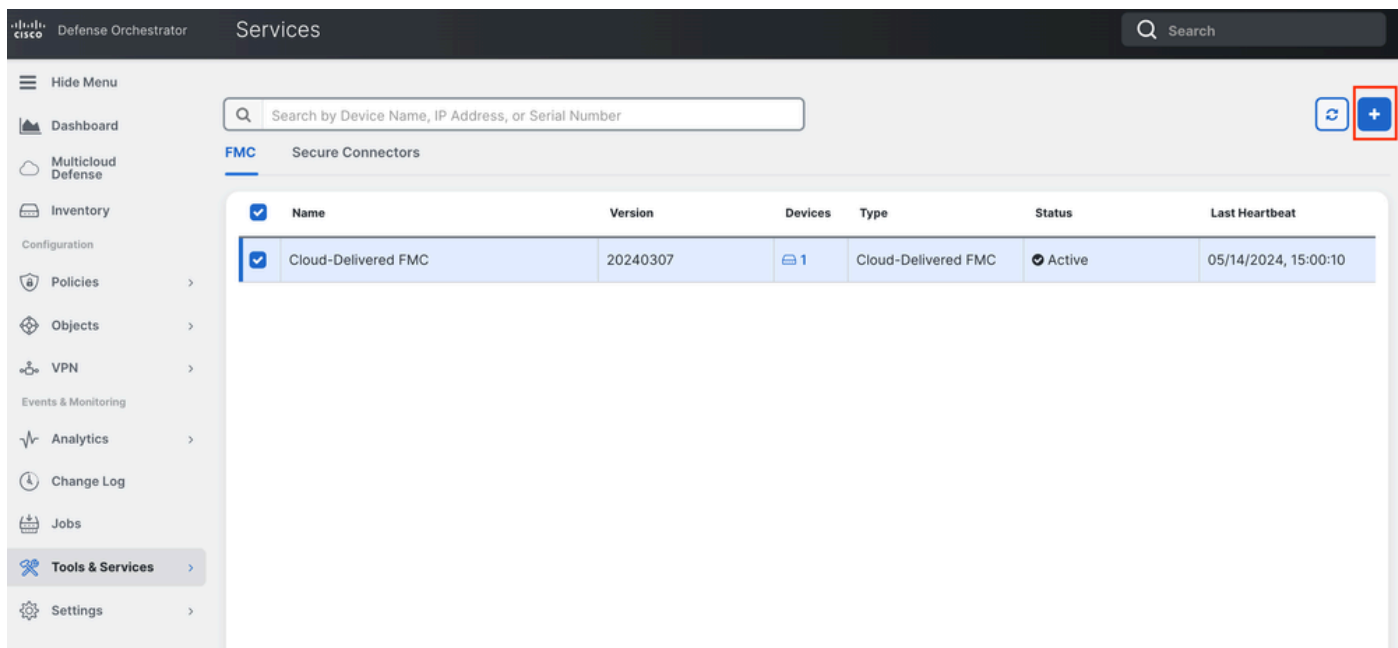 cisco Defense Orchestrator Services Search
Hide Menu
Dashboard
Multicloud
Defense
Inventory
Configuration
Policies
Objects
VPN
Events & Monitoring
Analytics
Change Log
Jobs
Tools & Services
Settings
Search by Device Name, IP Address, or Serial Number
FMC Secure Connectors
Name Version Devices Type Status Last Heartbeat
Cloud-Delivered FMC 20240307 1 Cloud-Delivered FMC Active 05/14/2024, 15:00:10